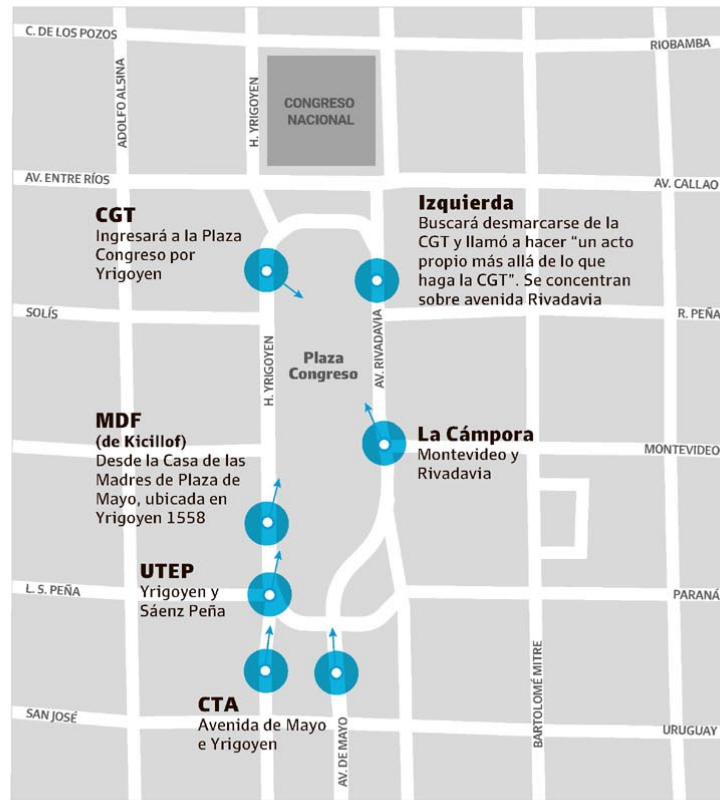 C. DE LOS POZOS
RIOBAMBA
ADOLFO ALSINA
H. YRIGOYEN
CONGRESO
NACIONAL
AV. ENTRE RÍOS
AV. CALLAO
CGT
Ingresará a la Plaza
Congreso por
Yrigoyen
Izquierda
Buscará desmarcarse de la
CGT y llamó a hacer “un acto
propio más allá de lo que
haga la CGT”. Se concentran
sobre avenida Rivadavia
SOLÍS
R. PEÑA
H. YRIGOYEN
Plaza
Congreso
AV. RIVADAVIA
MDF
(de Kicillof)
Desde la Casa de las
Madres de Plaza de
Mayo, ubicada en
Yrigoyen 1558
La Cámpora
Montevideo y
Rivadavia
MONTEVIDEO
UTEP
Yrigoyen y
Sáenz Peña
L. S. PEÑA
PARANÁ
CTA
Avenida de Mayo
e Yrigoyen
SAN JOSÉ
AV. DE MAYO
BARTOLOMÉ MITRE
URUGUAY